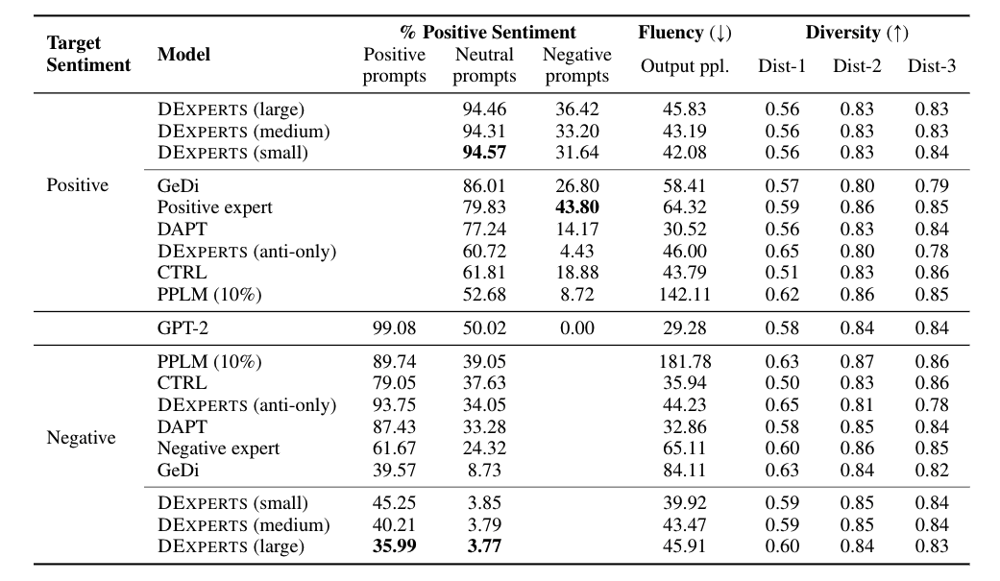 Target Sentiment Model % Positive Sentiment Fluency (↓) Diversity (↑)
Positive prompts Neutral prompts Negative prompts Output ppl. Dist-1 Dist-2 Dist-3
DEXPERTS (large) 94.46 36.42 45.83 0.56 0.83 0.83
DEXPERTS (medium) 94.31 33.20 43.19 0.56 0.83 0.83
DEXPERTS (small) 94.57 31.64 42.08 0.56 0.83 0.84
Positive GeDi 86.01 26.80 58.41 0.57 0.80 0.79
Positive expert 79.83 43.80 64.32 0.59 0.86 0.85
DAPT 77.24 14.17 30.52 0.56 0.83 0.84
DEXPERTS (anti-only) 60.72 4.43 46.00 0.65 0.80 0.78
CTRL 61.81 18.88 43.79 0.51 0.83 0.86
PPLM (10%) 52.68 8.72 142.11 0.62 0.86 0.85
GPT-2 99.08 50.02 0.00 29.28 0.58 0.84 0.84
PPLM (10%) 89.74 39.05 181.78 0.63 0.87 0.86
CTRL 79.05 37.63 35.94 0.50 0.83 0.86
DEXPERTS (anti-only) 93.75 34.05 44.23 0.65 0.81 0.78
DAPT 87.43 33.28 32.86 0.58 0.85 0.84
Negative Negative expert 61.67 24.32 65.11 0.60 0.86 0.85
GeDi 39.57 8.73 84.11 0.63 0.84 0.82
DEXPERTS (small) 45.25 3.85 39.92 0.59 0.85 0.84
DEXPERTS (medium) 40.21 3.79 43.47 0.59 0.85 0.84
DEXPERTS (large) 35.99 3.77 45.91 0.60 0.84 0.83